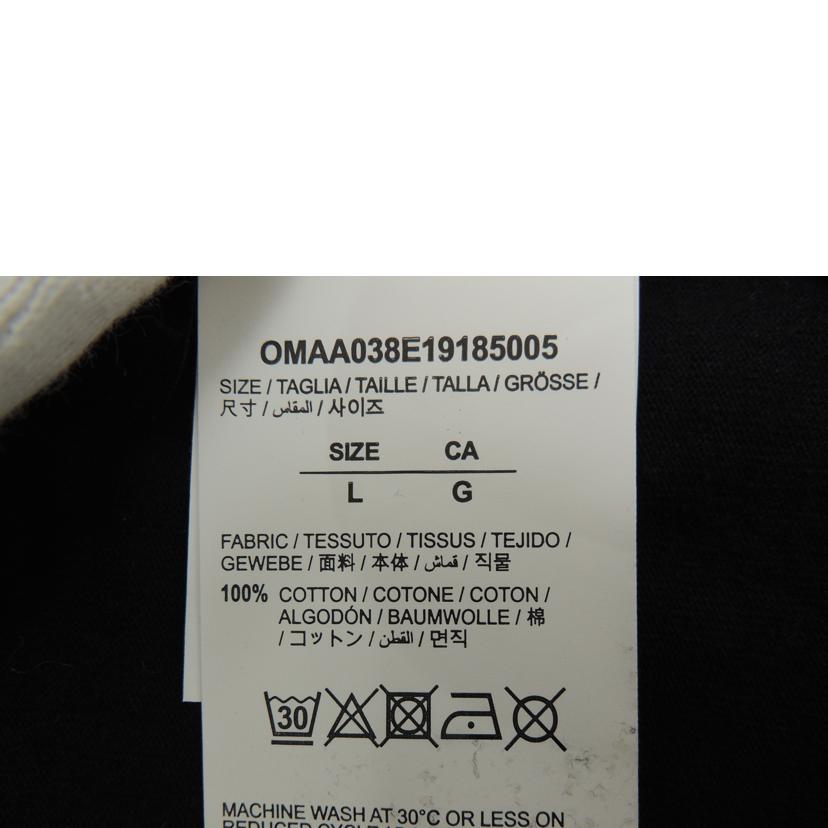 OMAA038E19185005
SIZE / TAGLIA / TAILLE / TALLA / GRÖSSE /
尺寸 / المقاس / 사이즈
SIZE CA
L G
FABRIC / TESSUTO / TISSUS / TEJIDO /
GEWEBE / 面料 / 本体 / قماش / 직물
100% COTTON / COTONE / COTON /
ALGODÓN / BAUMWOLLE / 棉
/ コットン / القطن / 면직
30
MACHINE WASH AT 30°C OR LESS ON
REDUCED CYCLE